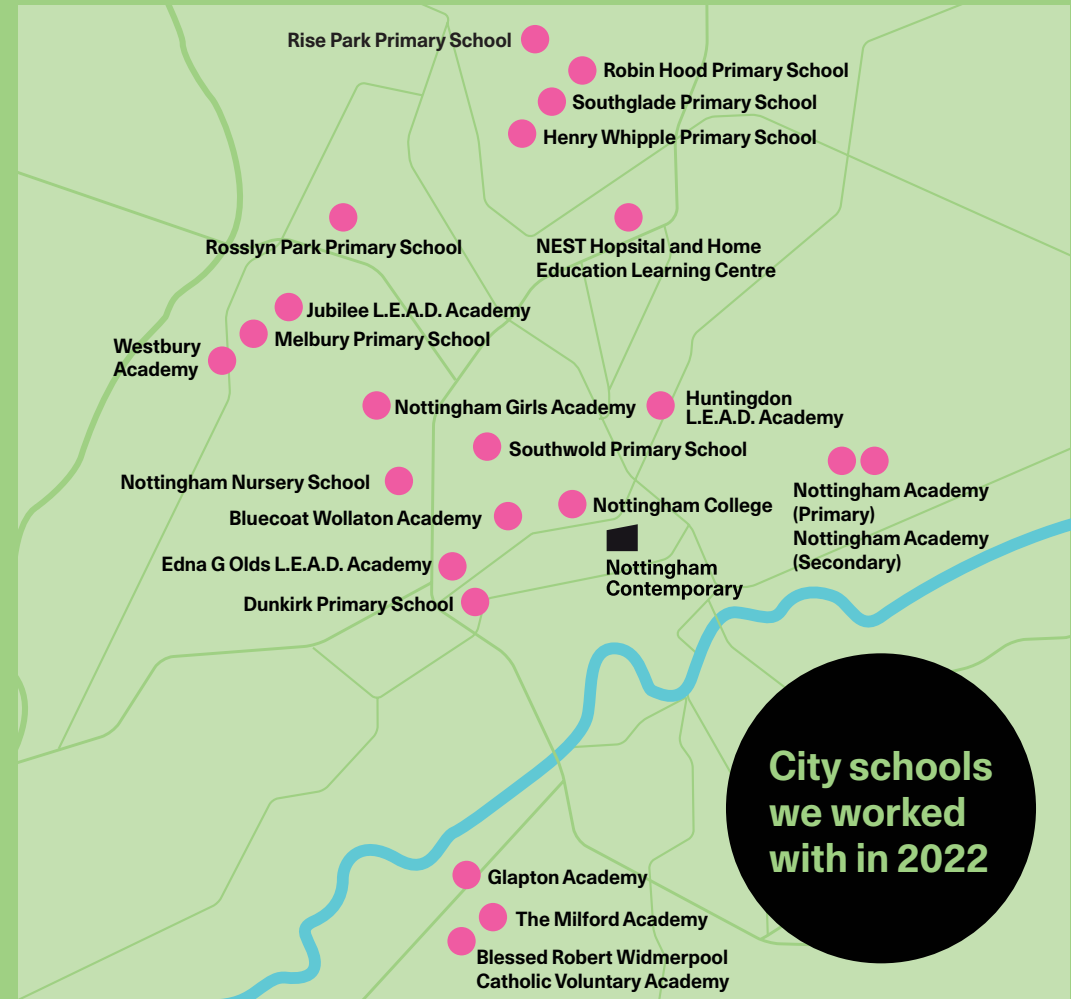 Rise Park Primary School
Robin Hood Primary School
Southglade Primary School
Henry Whipple Primary School
Rosslyn Park Primary School
NEST Hopsital and Home
Education Learning Centre
Jubilee L.E.A.D. Academy
Melbury Primary School
Westbury
Academy
Nottingham Girls Academy
Huntingdon
L.E.A.D. Academy
Southwold Primary School
Nottingham Nursery School
Nottingham Academy
(Primary)
Nottingham Academy
(Secondary)
Bluecoat Wollaton Academy
Nottingham College
Nottingham
Contemporary
Edna G Olds L.E.A.D. Academy
Dunkirk Primary School
City schools
we worked
with in 2022
Glapton Academy
The Milford Academy
Blessed Robert Widmerpool
Catholic Voluntary Academy